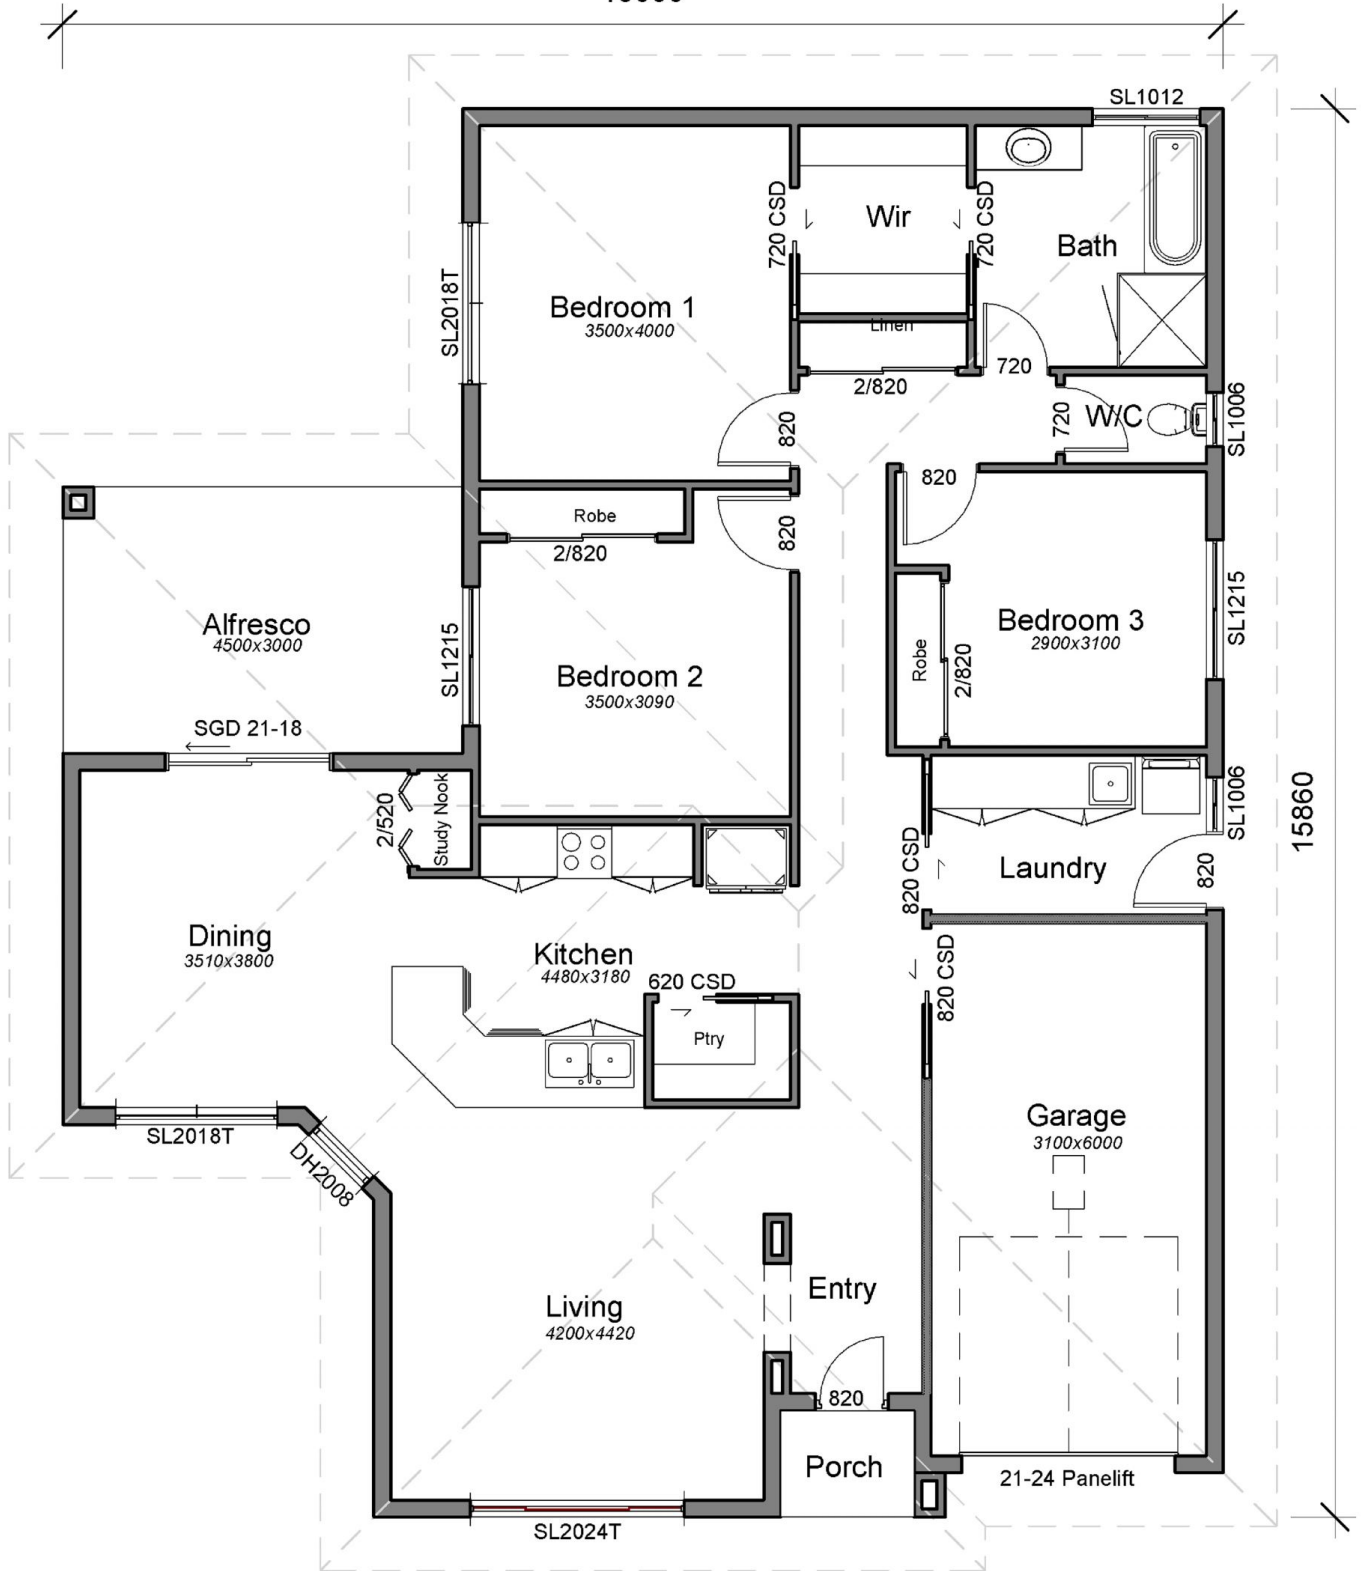 SL1012
720 CSD
Wir
720 CSD
Bath
SL2018T
Bedroom 1
3500x4000
Linen
2/820
720
820
720
W/C
SL1006
820
Robe
2/820
820
Alfresco
4500x3000
SL1215
Bedroom 2
3500x3090
Bedroom 3
2900x3100
SL1215
Robe
2/820
SGD 21-18
2/520
Study Nook
SL1006
15860
820 CSD
Laundry
820
Dining
3510x3800
Kitchen
4480x3180
620 CSD
820 CSD
Ptry
Garage
3100x6000
SL2018T
DH2008
Living
4200x4420
Entry
820
Porch
21-24 Panelift
SL2024T